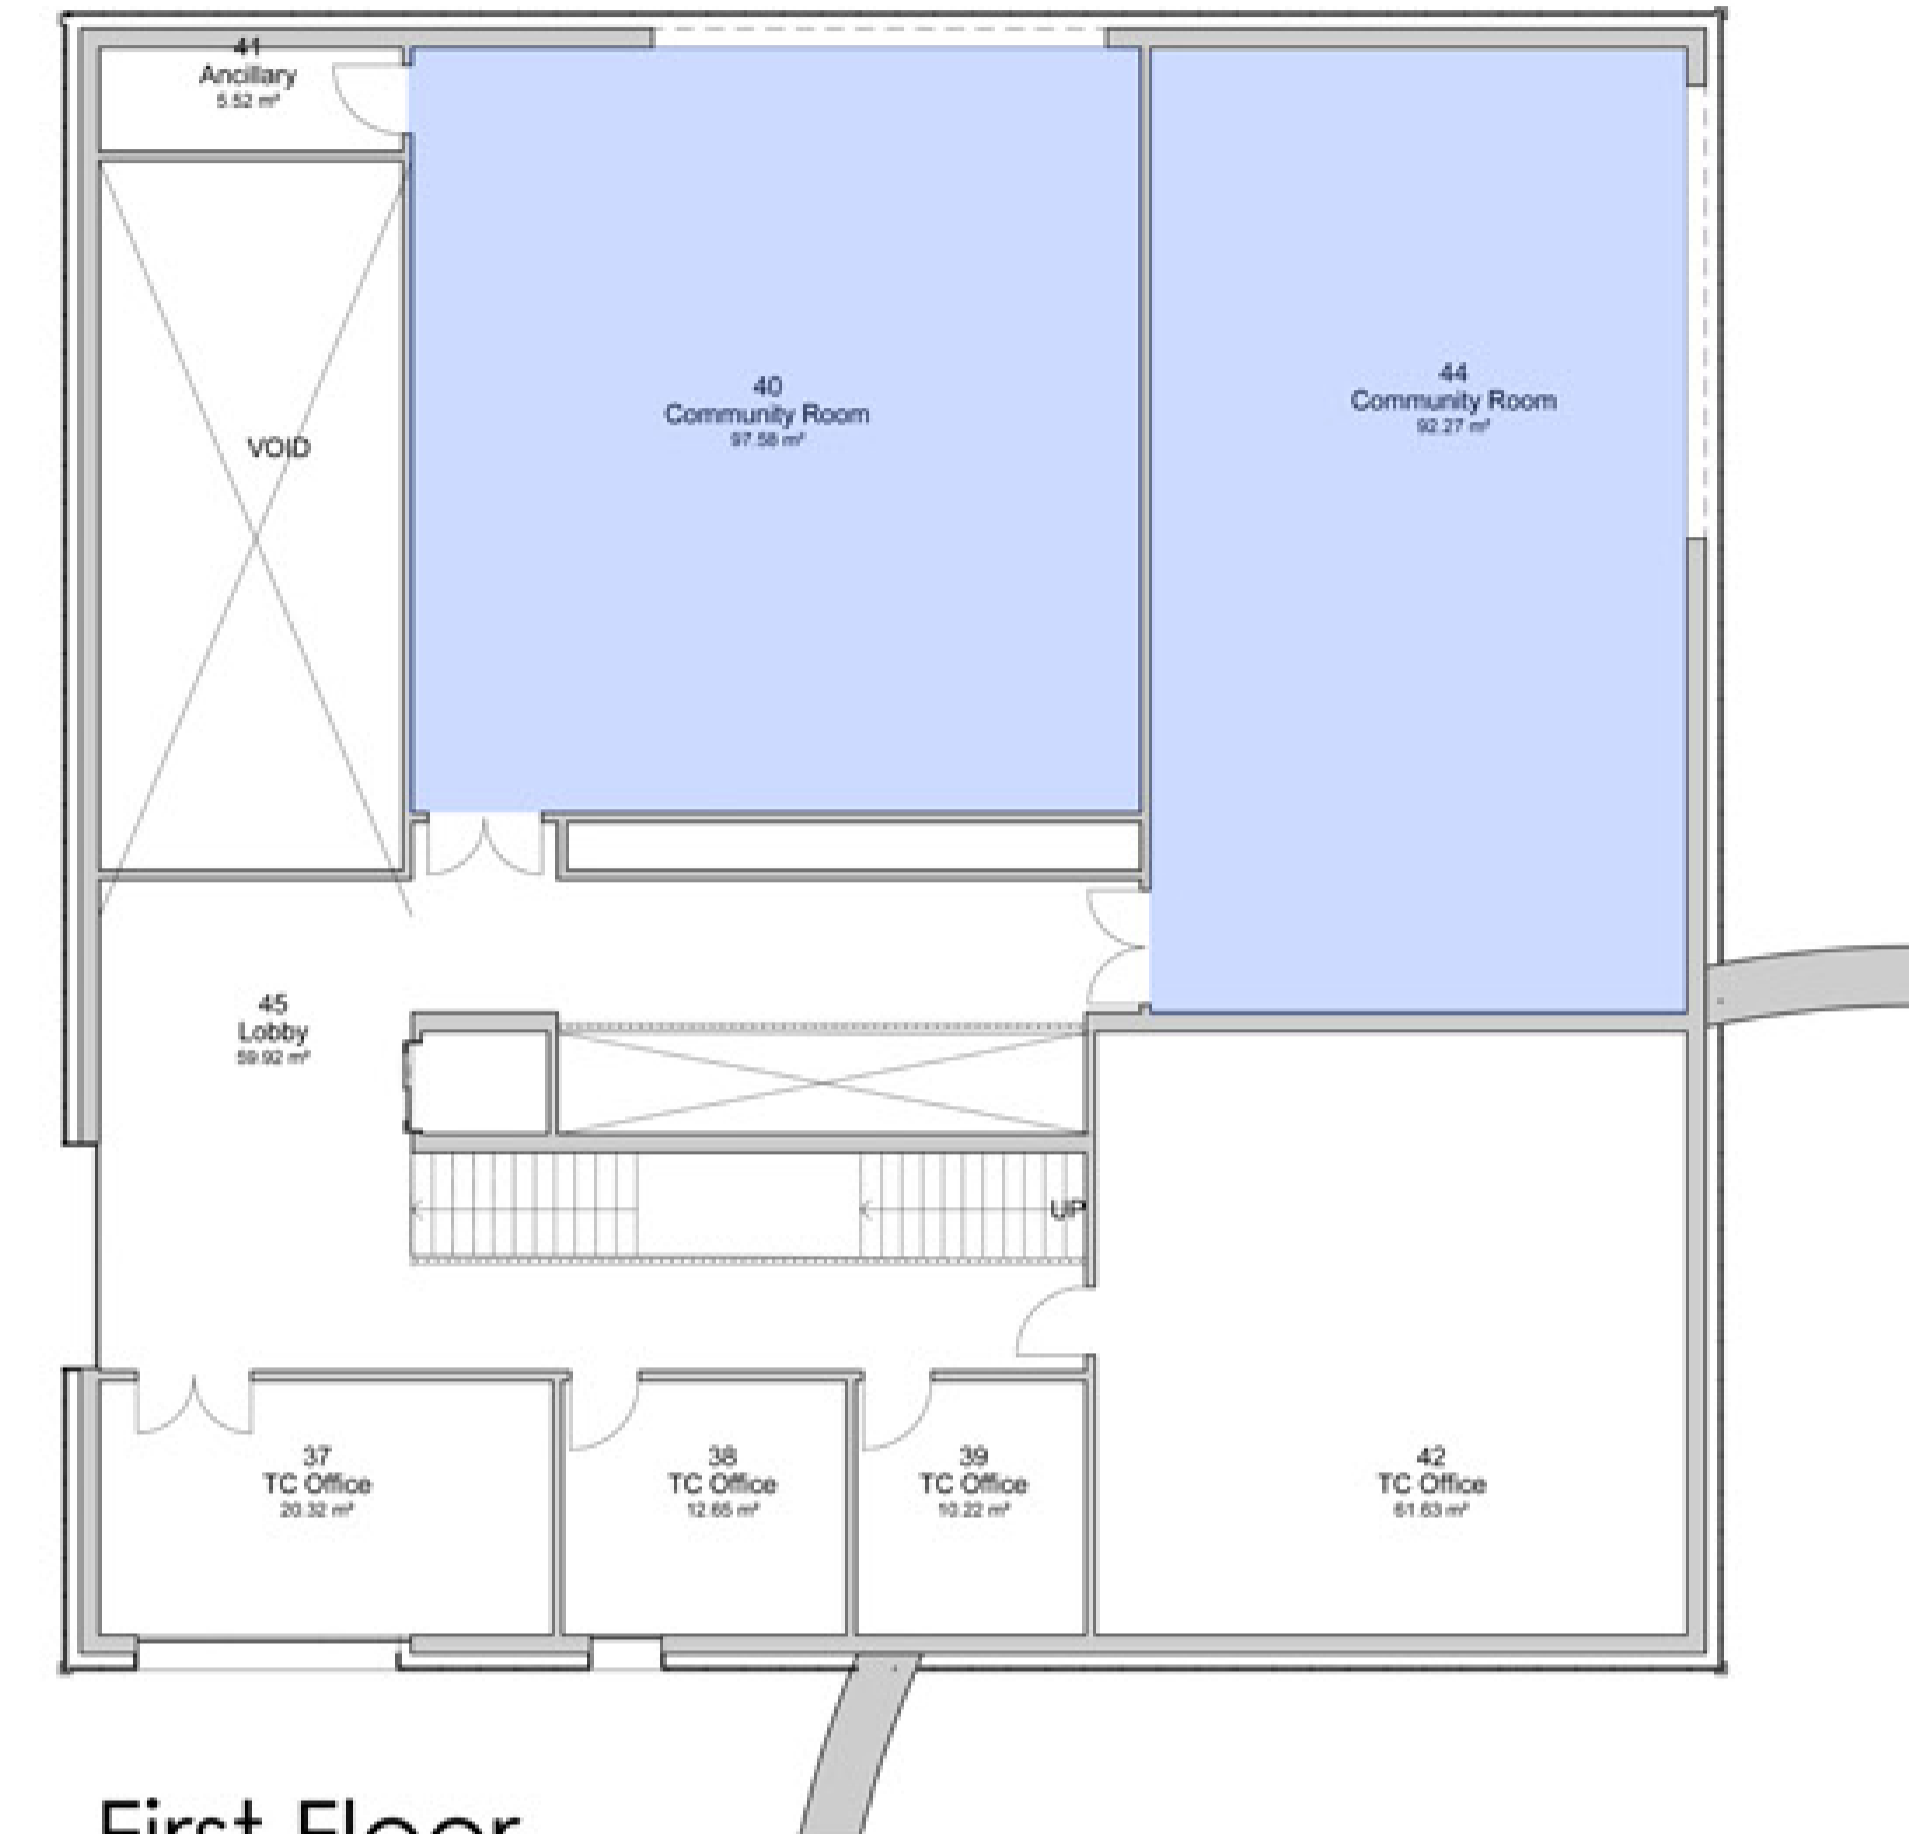 41
Ancillary
5.52 m²
40
Community Room
97.58 m²
44
Community Room
92.27 m²
VOID
45
Lobby
59.92 m²
UP
37
TC Office
20.32 m²
38
TC Office
12.65 m²
39
TC Office
10.22 m²
42
TC Office
61.63 m²
First Floor